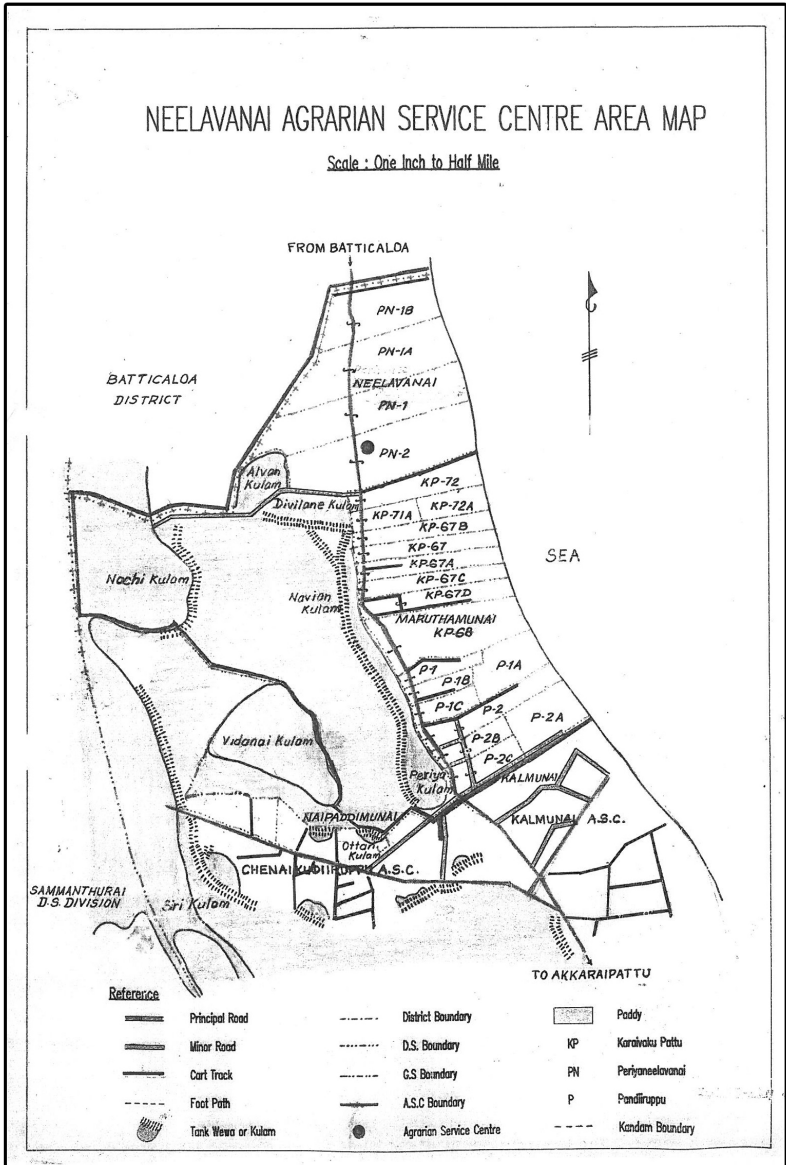 NEELAVANAI AGRARIAN SERVICE CENTRE AREA MAP
Scale : One Inch to Half Mile
FROM BATTICALOA
PN-1B
PN-1A
BATTICALOA
DISTRICT
NEELAVANAI
PN-1
PN-2
Alvan
Kulam
KP-72
Divilane Kulam
KP-72A
KP-71A
KP-67B
KP-67
SEA
KP-67A
Nochi Kulam
KP-67C
Navian
Kulam
KP-67D
MARUTHAMUNAI
KP-68
P-1
P-1A
P-1B
P-1C
P-2
P-2A
Vidanai Kulam
P-2B
P-2C
Periya
Kulam
KALMUNAI
NAIPADDIMUNAI
KALMUNAI A.S.C.
Ottan
Kulam
CHENAIKUDIIRUPPU A.S.C.
SAMMANTHURAI
D.S. DIVISION
Siri Kulam
TO AKKARAIPATTU
Reference
Principal Road
District Boundary
Paddy
Minor Road
D.S. Boundary
KP
Karaivaku Pattu
Cart Track
G.S Boundary
PN
Periyaneelavanai
Foot Path
A.S.C Boundary
P
Pandiiruppu
Tank Wewa or Kulam
Agrarian Service Centre
Kandam Boundary